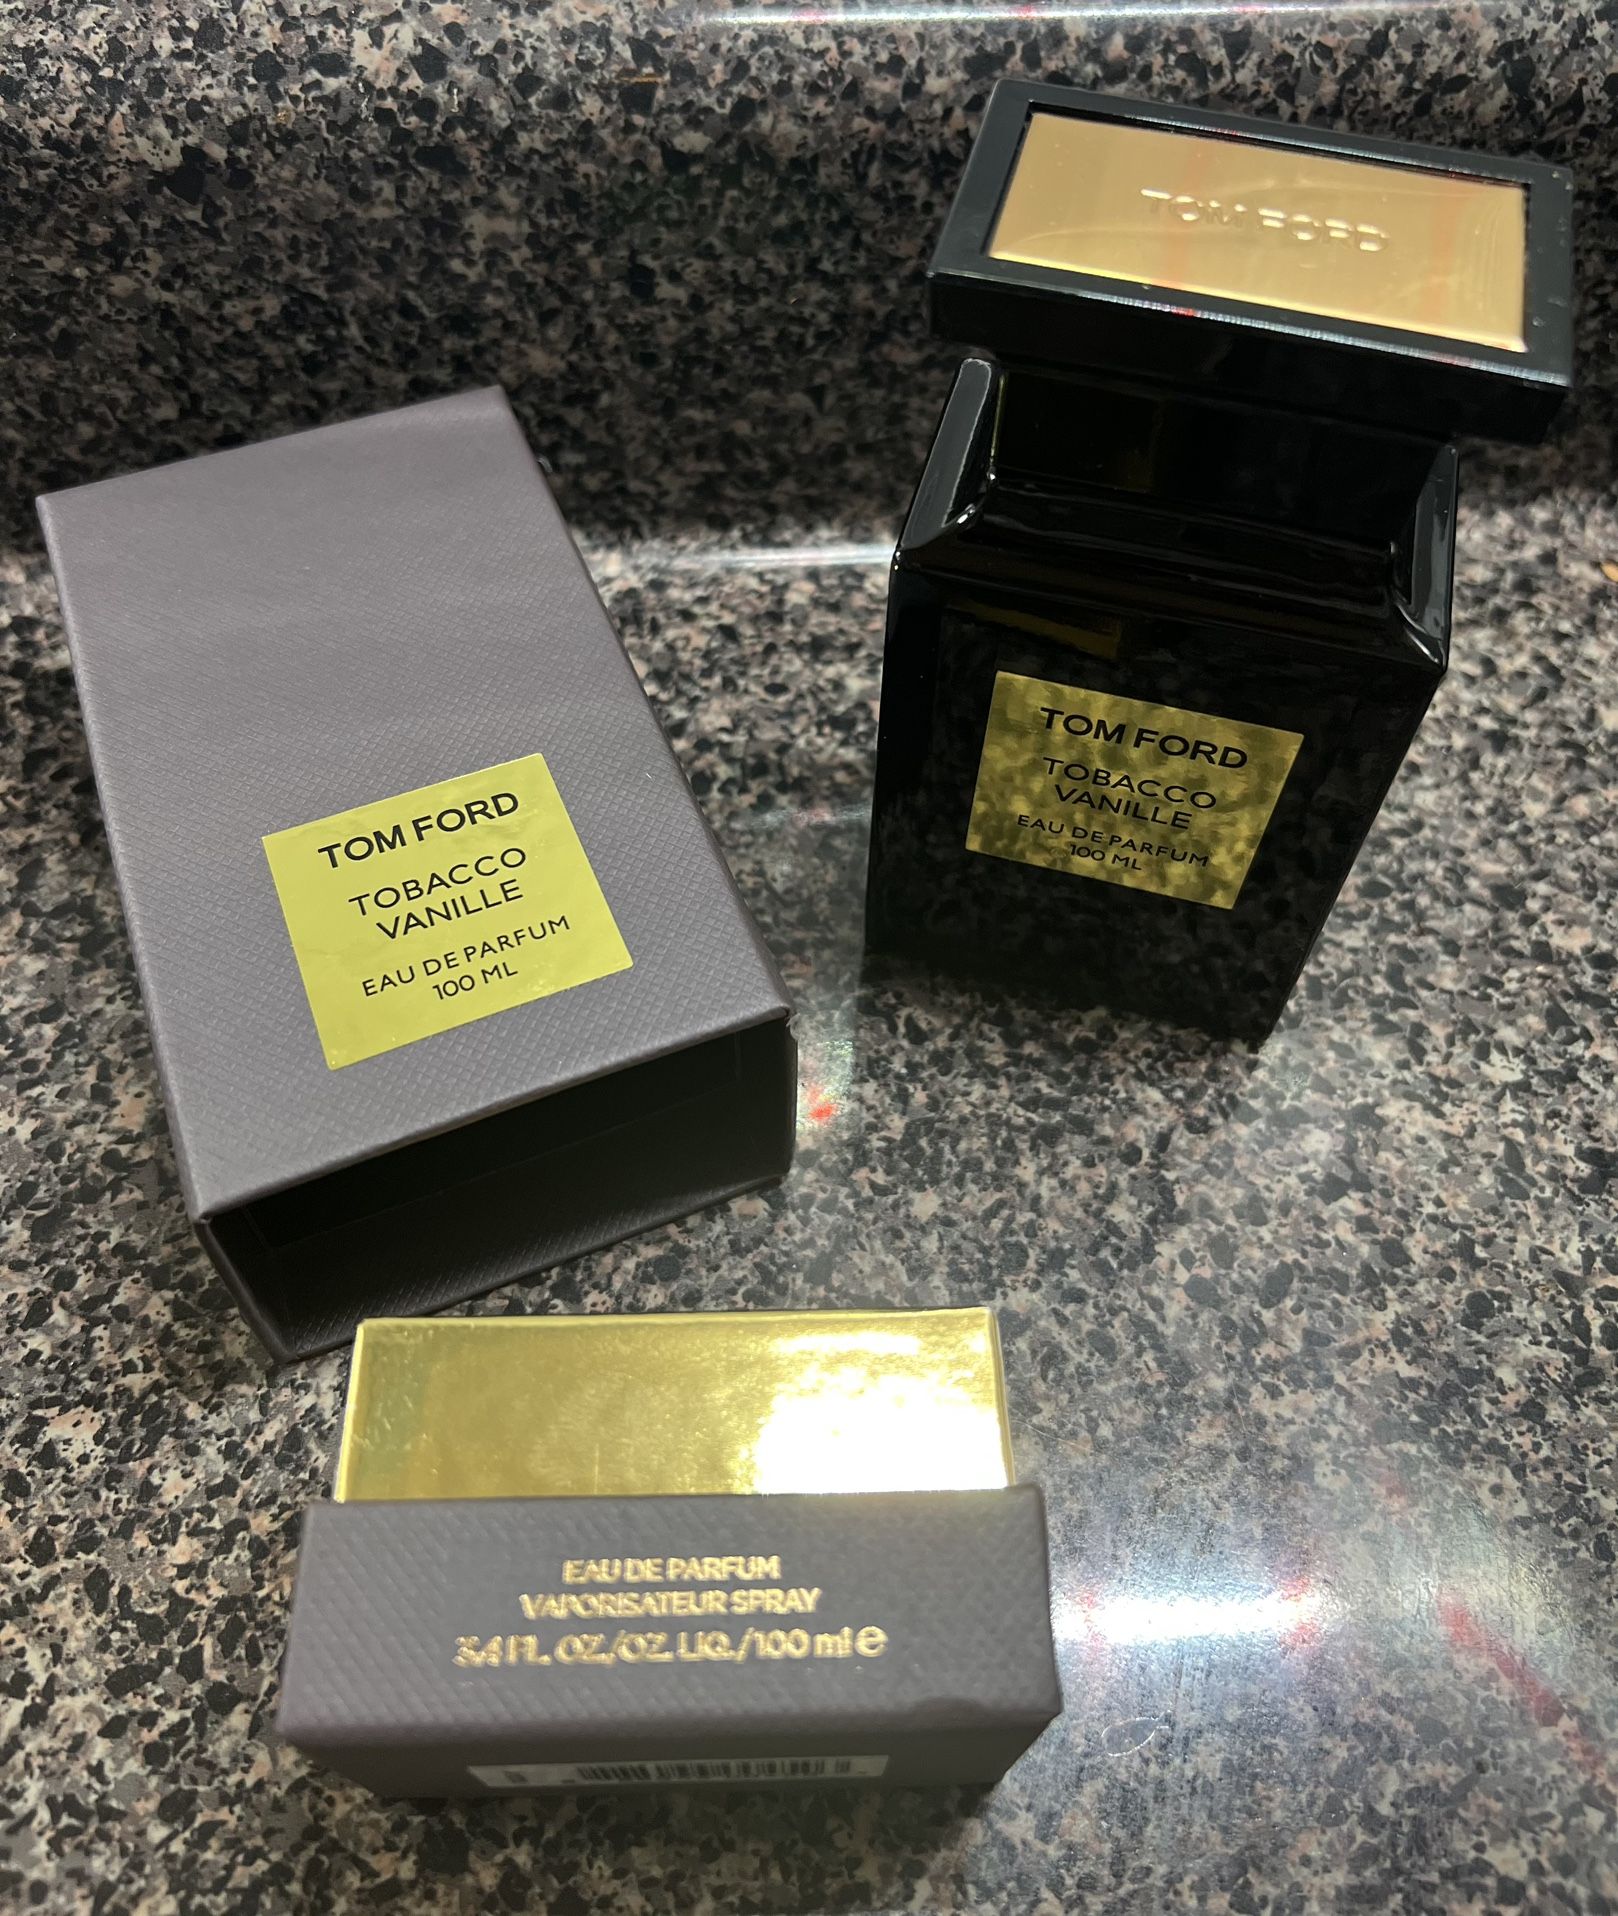 TOM FORD
TOM FORD
TOBACCO
VANILLE
EAU DE PARFUM
100 ML
TOM FORD
TOBACCO
VANILLE
EAU DE PARFUM
100 ML
EAU DE PARFUM
VAPORISATEUR SPRAY
3.4 FL. OZ./OZ. LIQ./100 ml ℮